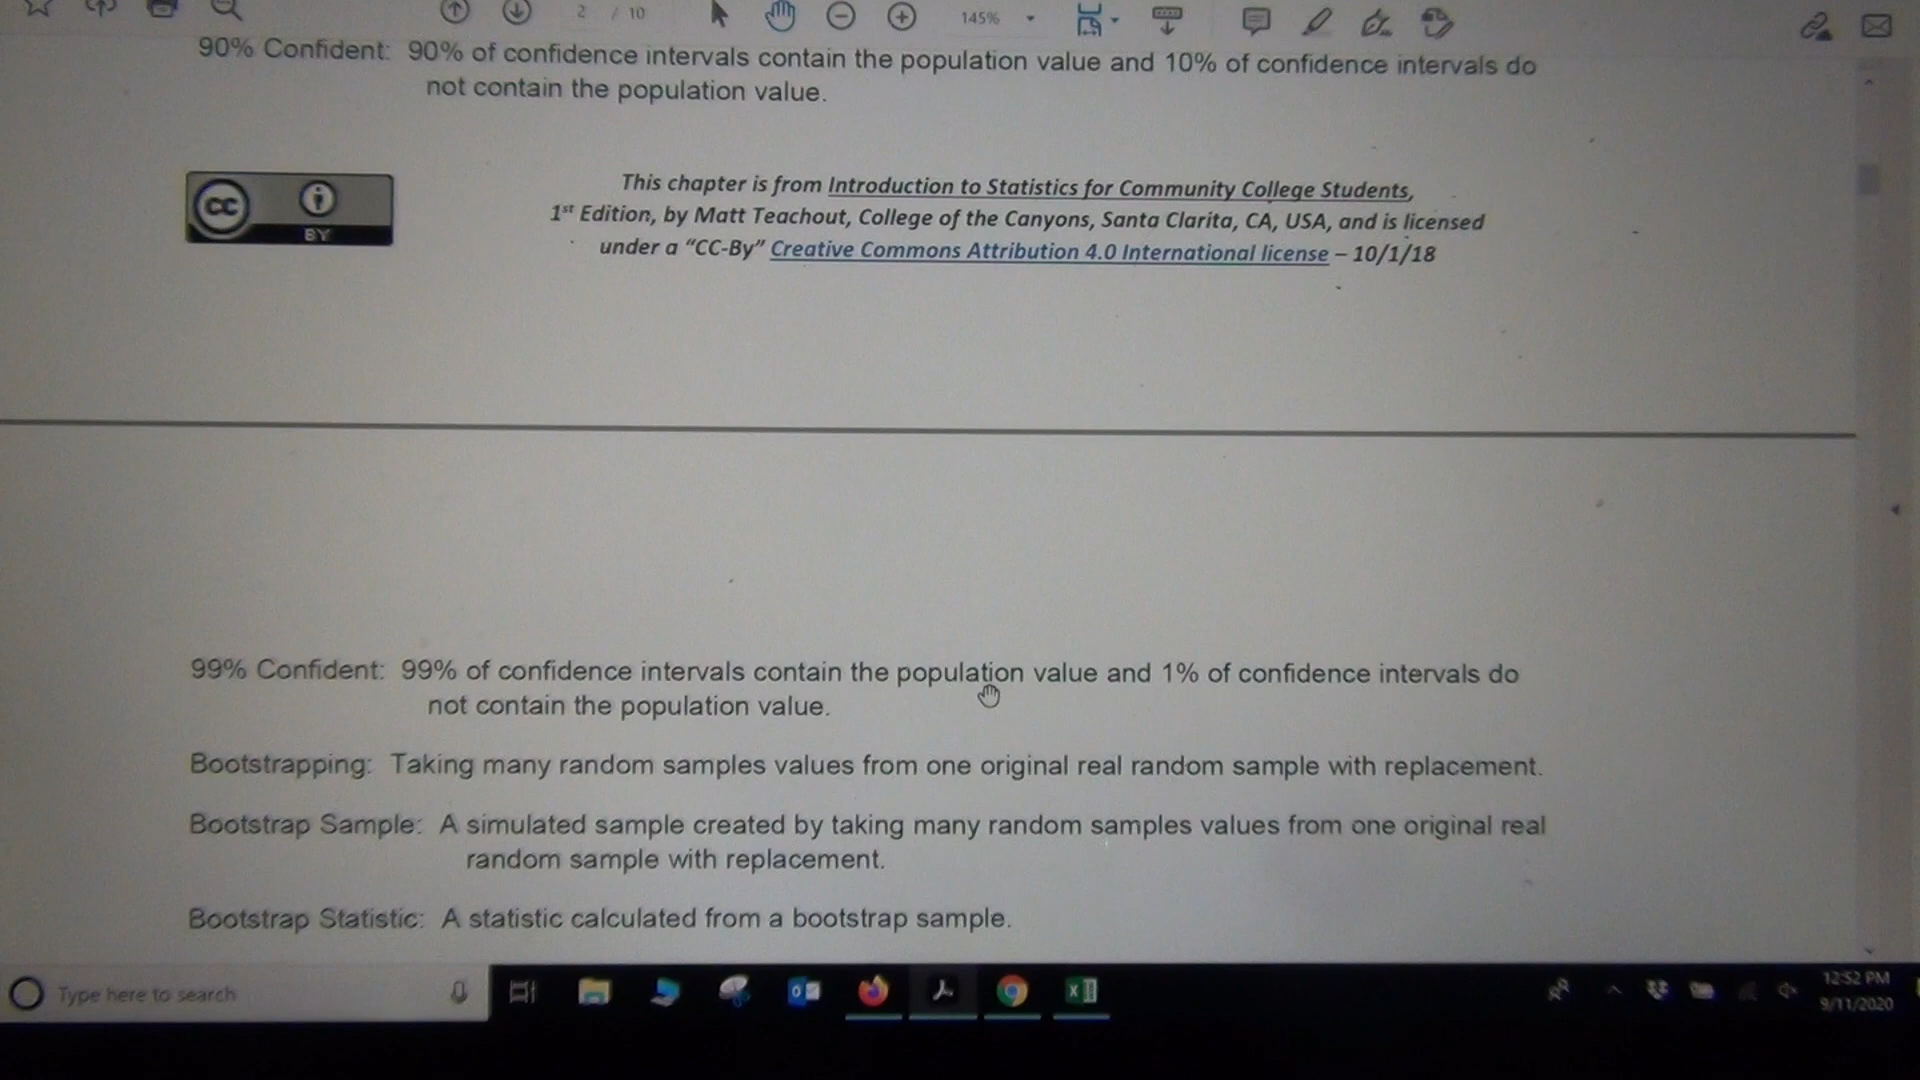 2 / 10
145%
90% Confident: 90% of confidence intervals contain the population value and 10% of confidence intervals do
not contain the population value.
cc
BY
This chapter is from Introduction to Statistics for Community College Students,
1st Edition, by Matt Teachout, College of the Canyons, Santa Clarita, CA, USA, and is licensed
under a “CC-By” Creative Commons Attribution 4.0 International license – 10/1/18
99% Confident: 99% of confidence intervals contain the population value and 1% of confidence intervals do
not contain the population value.
Bootstrapping: Taking many random samples values from one original real random sample with replacement.
Bootstrap Sample: A simulated sample created by taking many random samples values from one original real
random sample with replacement.
Bootstrap Statistic: A statistic calculated from a bootstrap sample.
Type here to search
12:52 PM
9/11/2020